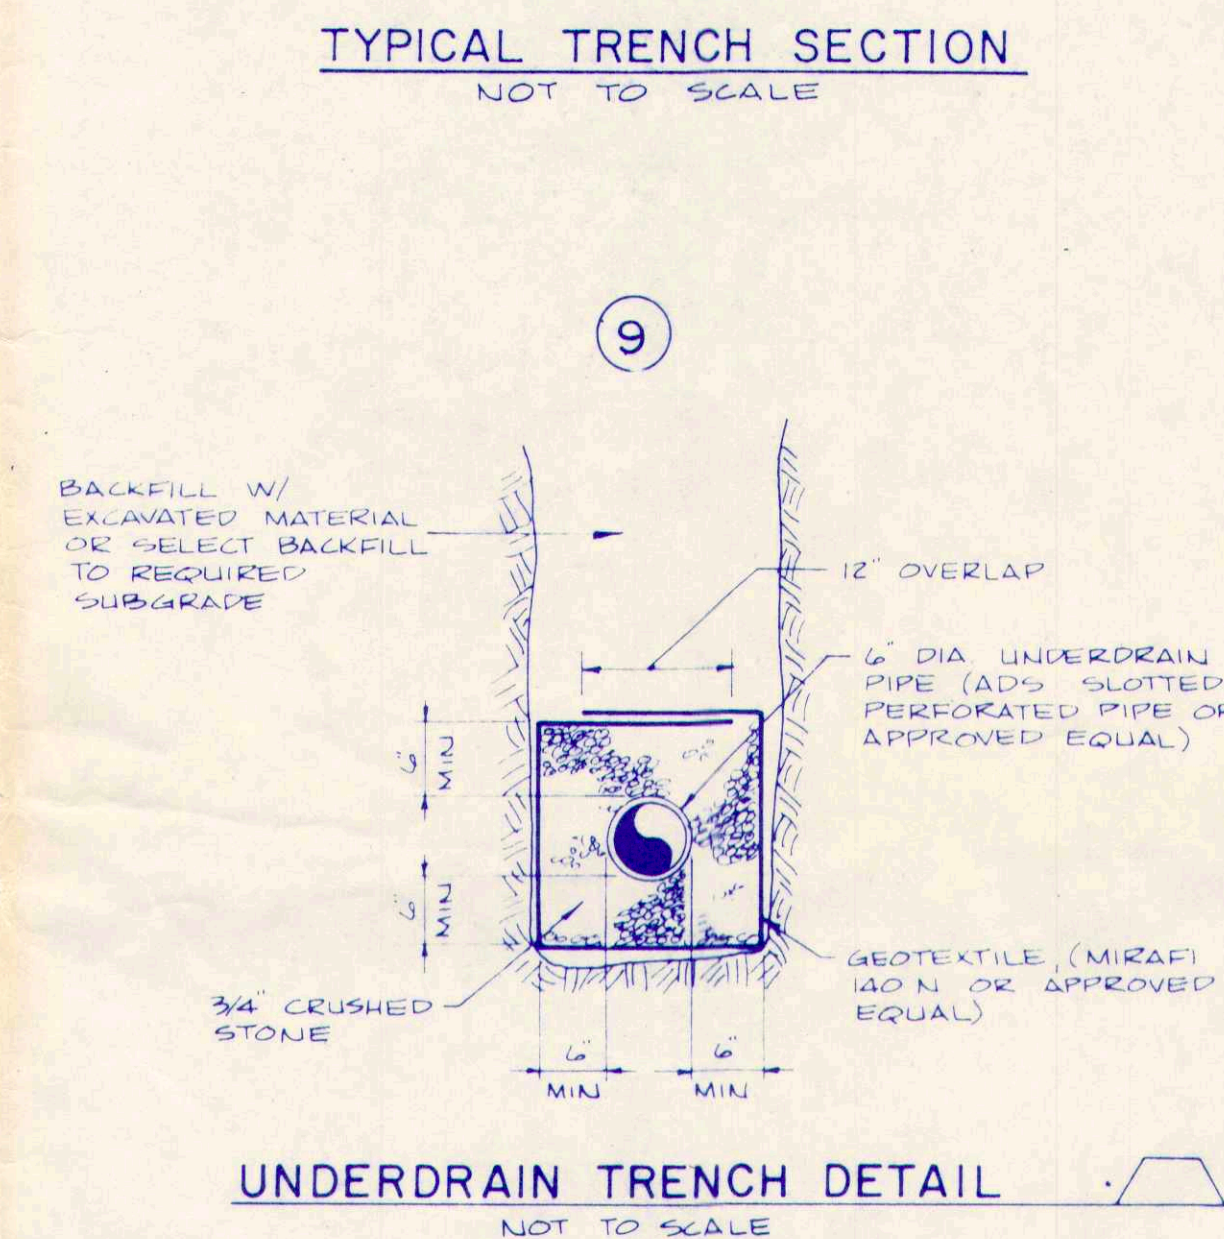 TYPICAL TRENCH SECTION
NOT TO SCALE
9
BACKFILL W/
EXCAVATED MATERIAL
OR SELECT BACKFILL
TO REQUIRED
SUBGRADE
12" OVERLAP
6" DIA. UNDERDRAIN
PIPE (ADS SLOTTED
PERFORATED PIPE OR
APPROVED EQUAL)
6"
MIN
6"
MIN
GEOTEXTILE, (MIRAFI
140 N OR APPROVED
EQUAL)
3/4" CRUSHED
STONE
6"
MIN
6"
MIN
UNDERDRAIN TRENCH DETAIL
NOT TO SCALE